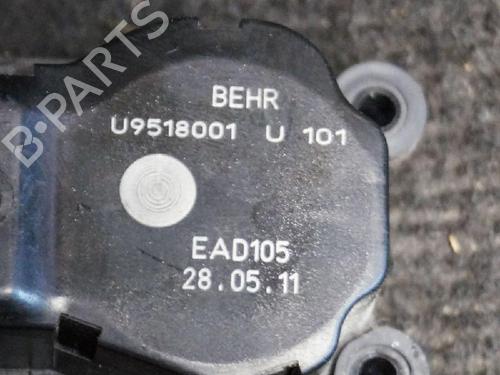 B-PARTS
BEHR
U9518001 U 101
EAD105
28.05.11